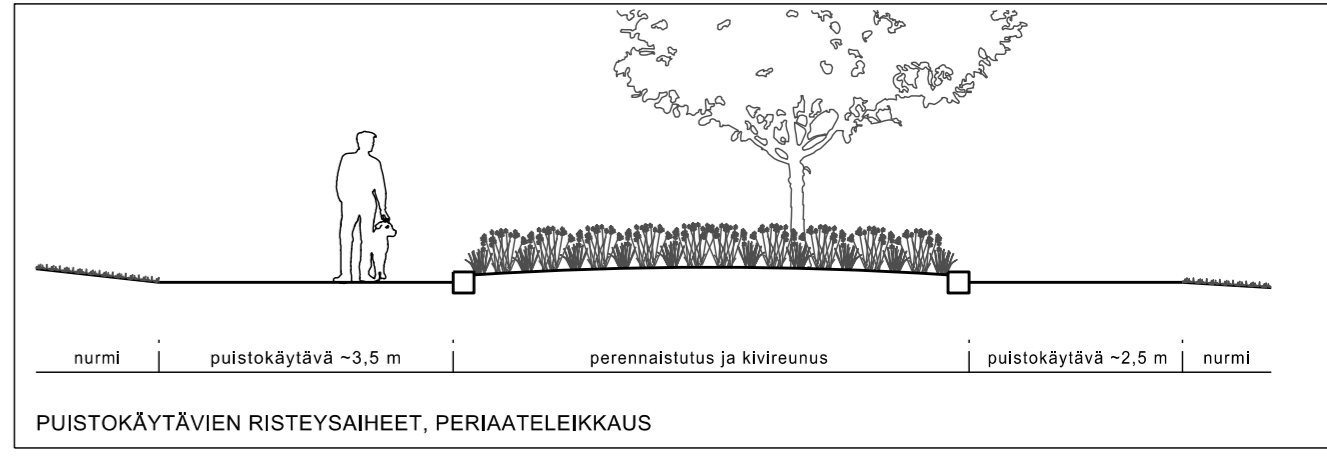 nurmi puistokäytävä ~3,5 m perennaistutus ja kivireunus puistokäytävä ~2,5 m nurmi
PUISTOKÄYTÄVIEN RISTEYSAIHEET, PERIAATELEIKKAUS